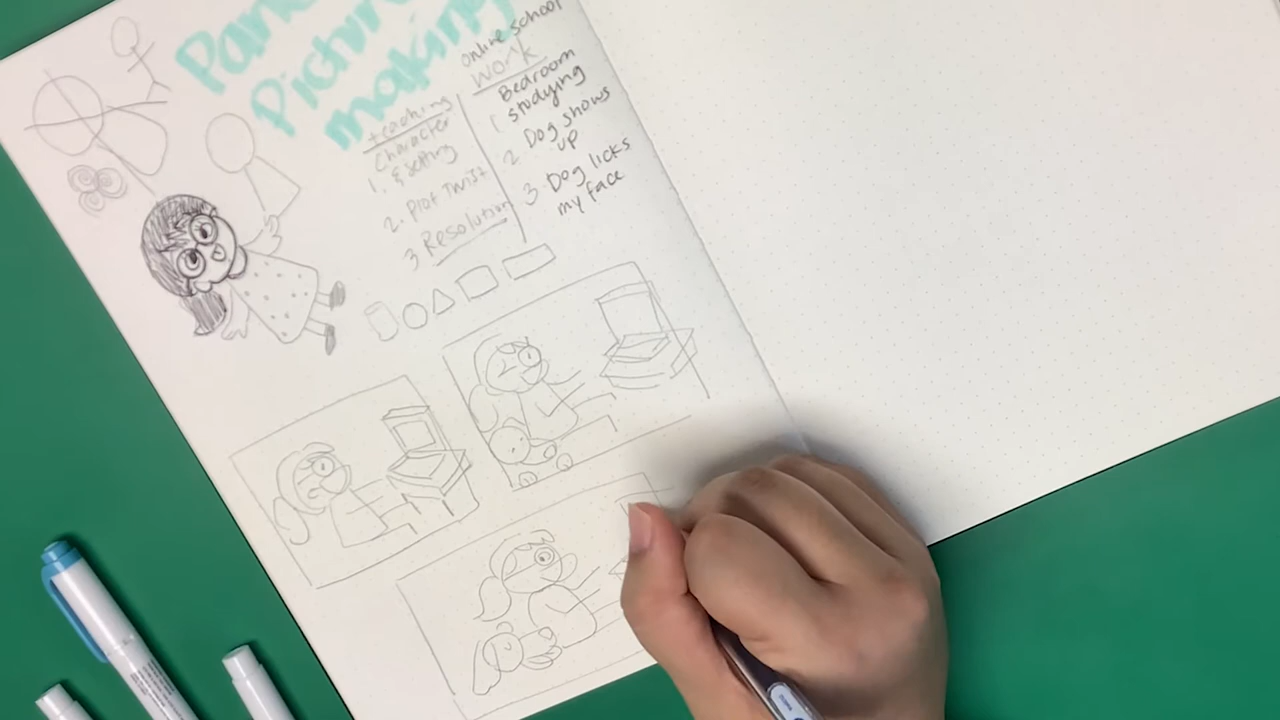 Pictur
making
teaching
Character
1. & setting
2. Plot Twist
3 Resolution
online school
work
Bedroom
1. studying
2 Dog shows
up
3. Dog licks
my face